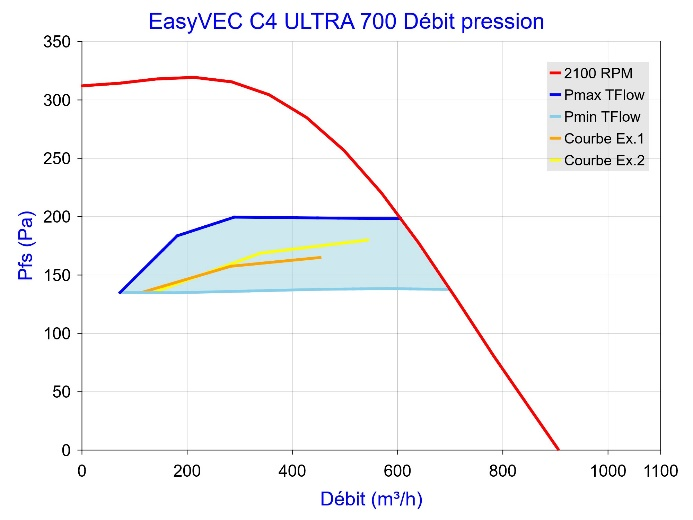 EasyVEC C4 ULTRA 700 Débit pression
350
300
250
200
150
100
50
0
Pfs (Pa)
2100 RPM
Pmax TFlow
Pmin TFlow
Courbe Ex.1
Courbe Ex.2
0 200 400 600 800 1000 1100
Débit (m³/h)